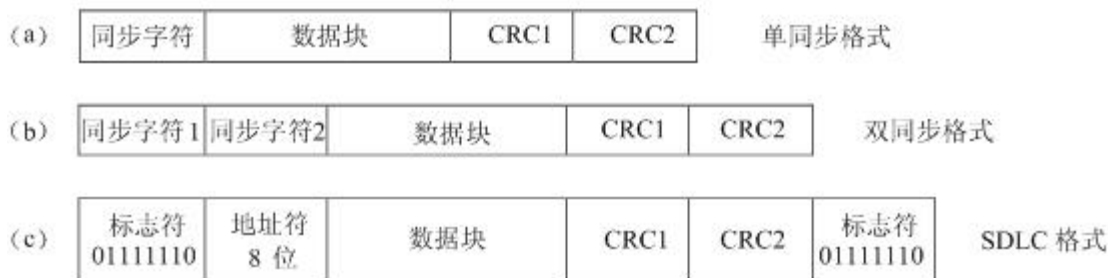 (a) 同步字符 数据块 CRC1 CRC2 单同步格式
(b) 同步字符1 同步字符2 数据块 CRC1 CRC2 双同步格式
(c) 标志符 01111110 地址符 8 位 数据块 CRC1 CRC2 标志符 01111110 SDLC 格式